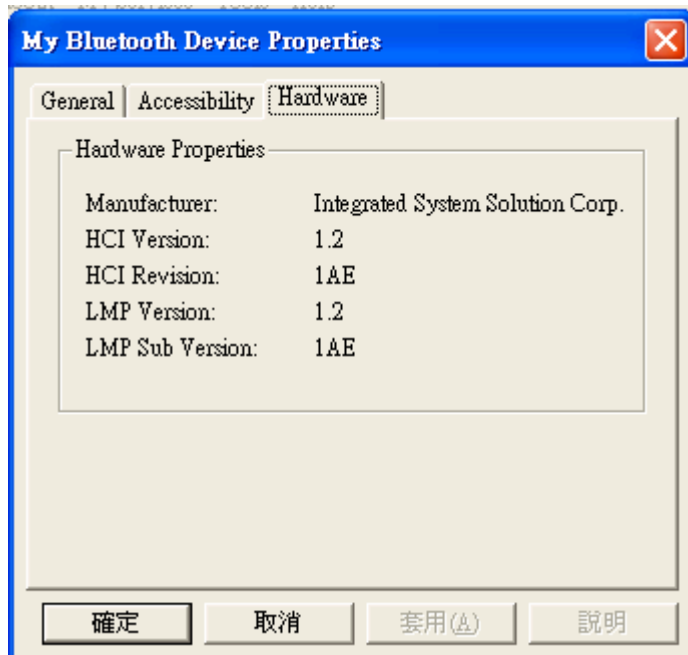 My Bluetooth Device Properties
General Accessibility Hardware
Hardware Properties
Manufacturer: Integrated System Solution Corp.
HCI Version: 1.2
HCI Revision: 1AE
LMP Version: 1.2
LMP Sub Version: 1AE
確定 取消 套用(A) 說明